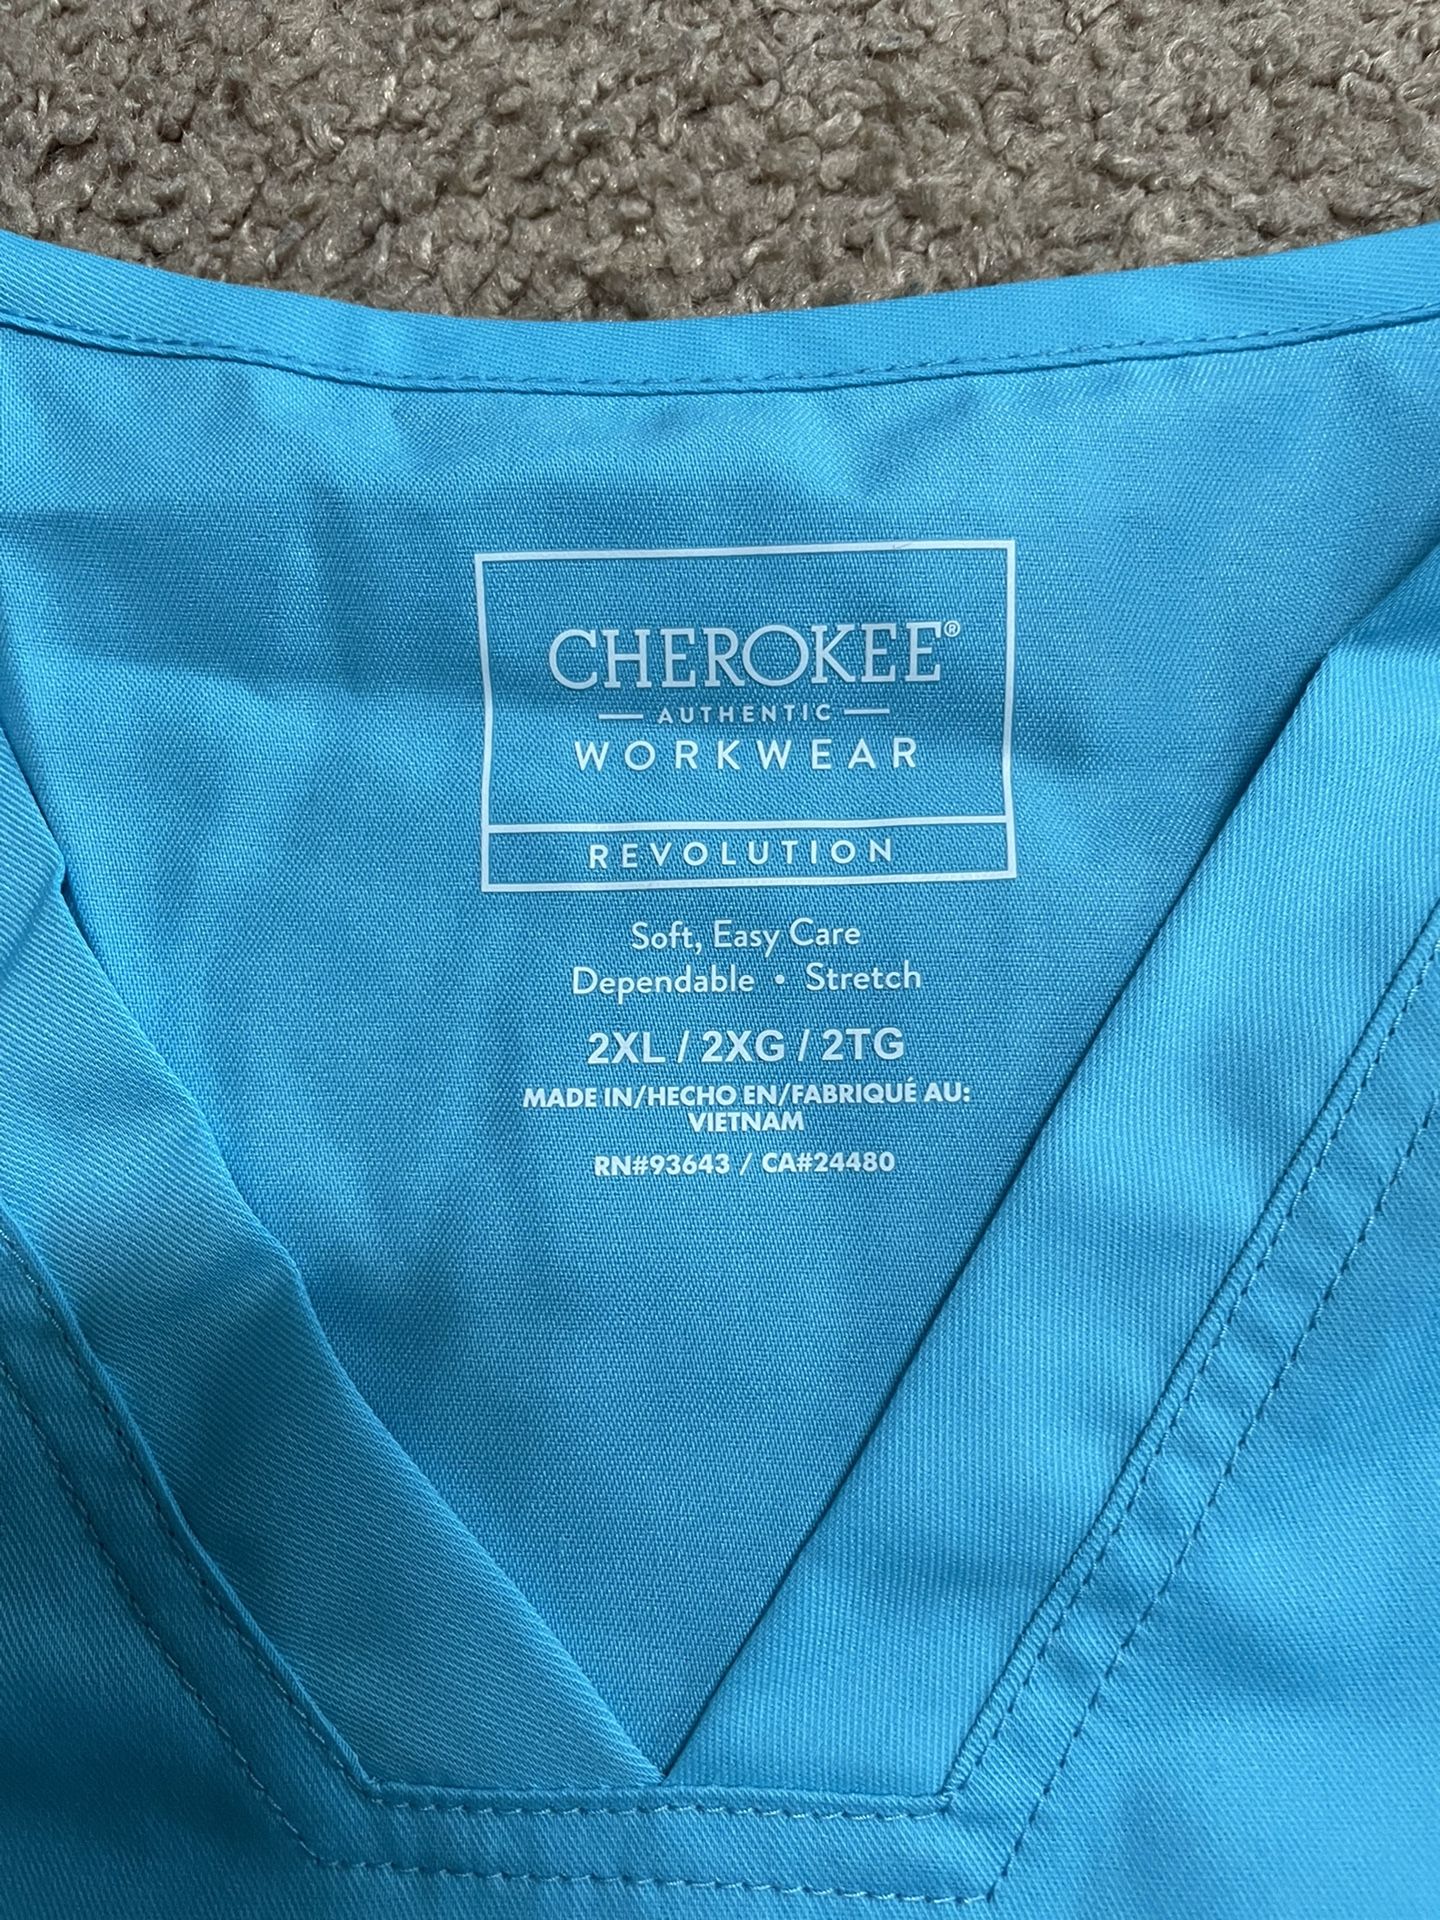 CHEROKEE®
AUTHENTIC
WORKWEAR
REVOLUTION
Soft, Easy Care
Dependable • Stretch
2XL / 2XG / 2TG
MADE IN/HECHO EN/FABRIQUÉ AU:
VIETNAM
RN#93643 / CA#24480